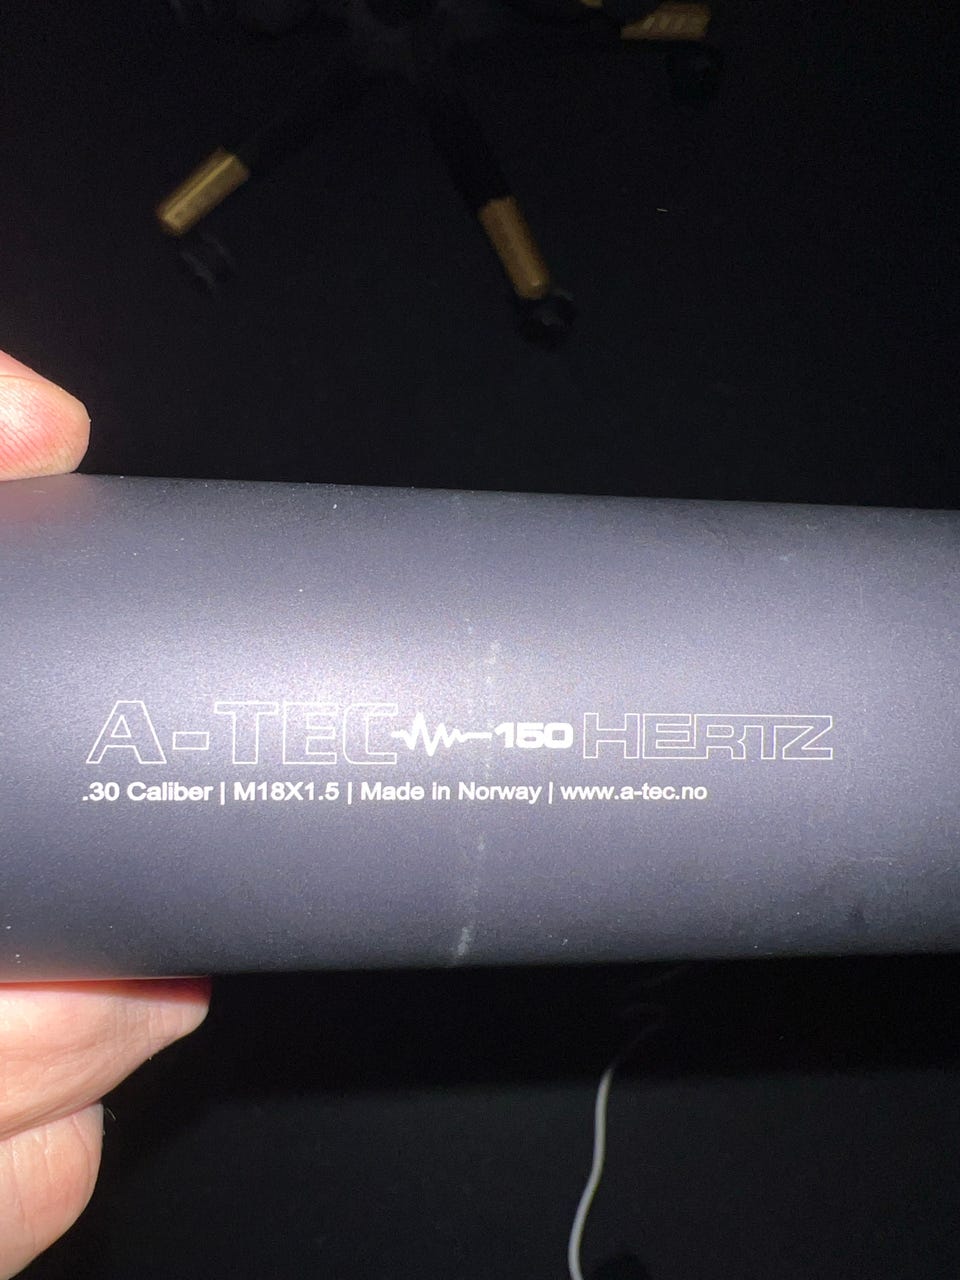 A-TEC 150 HERTZ
.30 Caliber | M18X1.5 | Made in Norway | www.a-tec.no